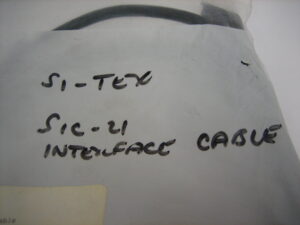 SI-TEX
SIC-21
INTERFACE CABLE